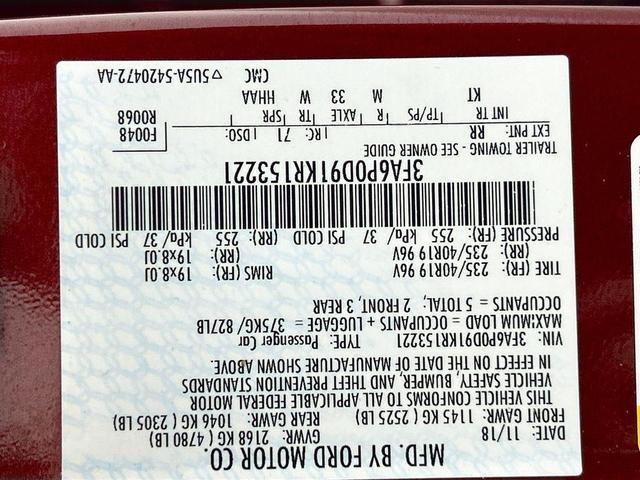 MFD. BY FORD MOTOR CO.
DATE: 11/18 GVWR: 2168 KG ( 4780 LB)
FRONT GAWR: 1145 KG ( 2525 LB) REAR GAWR: 1046 KG ( 2305 LB)
THIS VEHICLE CONFORMS TO ALL APPLICABLE FEDERAL MOTOR
VEHICLE SAFETY, BUMPER, AND THEFT PREVENTION STANDARDS
IN EFFECT ON THE DATE OF MANUFACTURE SHOWN ABOVE.
VIN: 3FA6P0D91KR153221 TYPE: Passenger Car
MAXIMUM LOAD = OCCUPANTS + LUGGAGE = 375KG/ 827LB
OCCUPANTS = 5 TOTAL; 2 FRONT, 3 REAR
TIRE (FR): 235/40R19 96V RIMS (FR): 19x8.0J
(RR): 235/40R19 96V (RR): 19x8.0J
PRESSURE (FR): 255 kPa/ 37 PSI COLD (RR): 255 kPa/ 37 PSI COLD
3FA6P0D91KR153221
TRAILER TOWING - SEE OWNER GUIDE
EXT PNT: RR RC: 71 DSO: F0048
INT TR TP/PS R AXLE TR SPR R0068
KT M 33 W HHAA
CMC ▽5U5A-5420472-AA